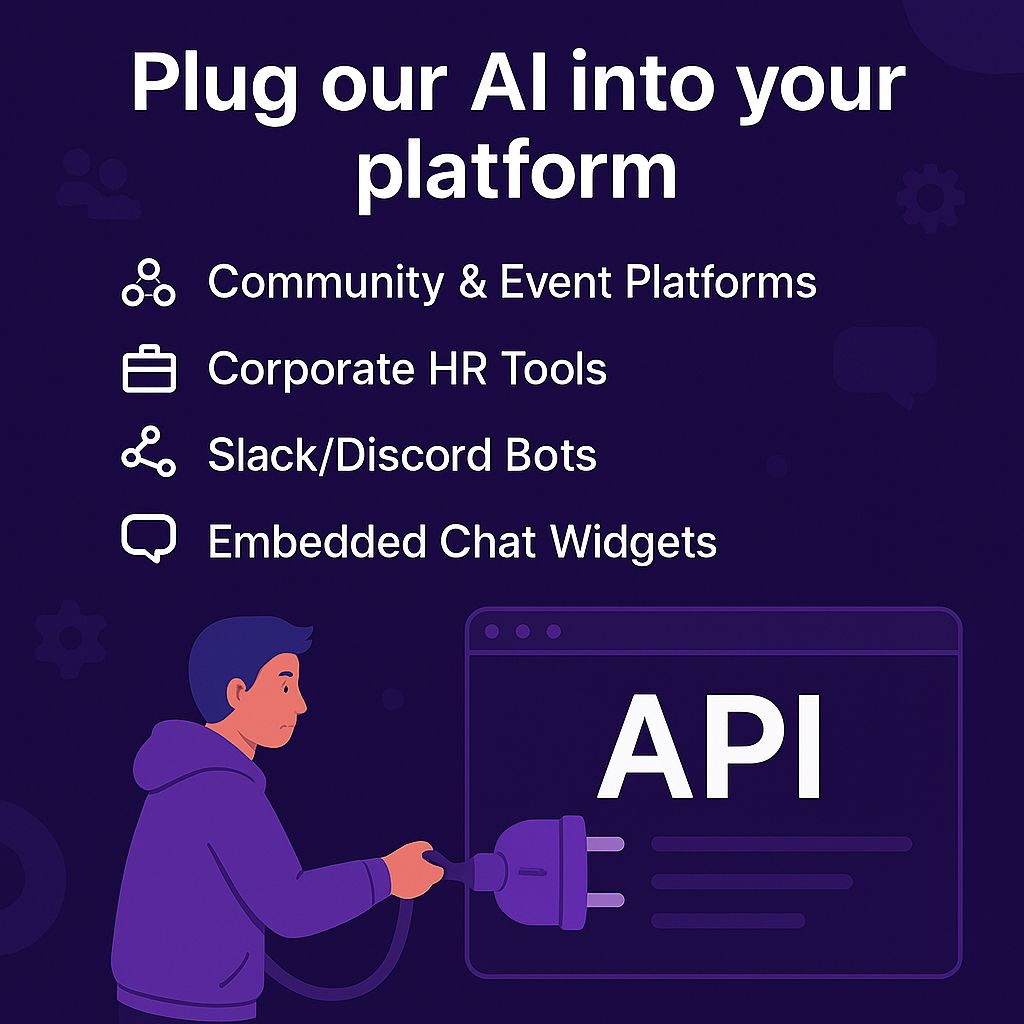 Plug our AI into your
platform
Community & Event Platforms
Corporate HR Tools
Slack/Discord Bots
Embedded Chat Widgets
API